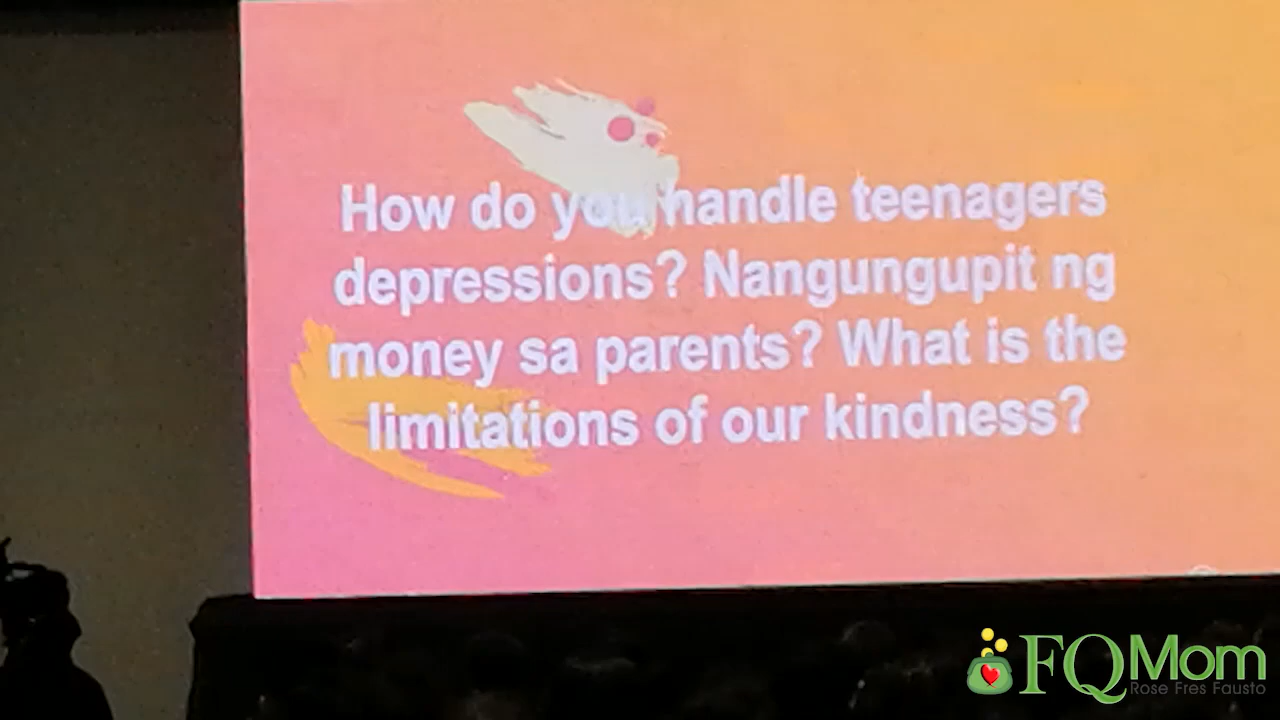 How do you handle teenagers
depressions? Nangungupit ng
money sa parents? What is the
limitations of our kindness?
FQMom
Rose Fres Fausto